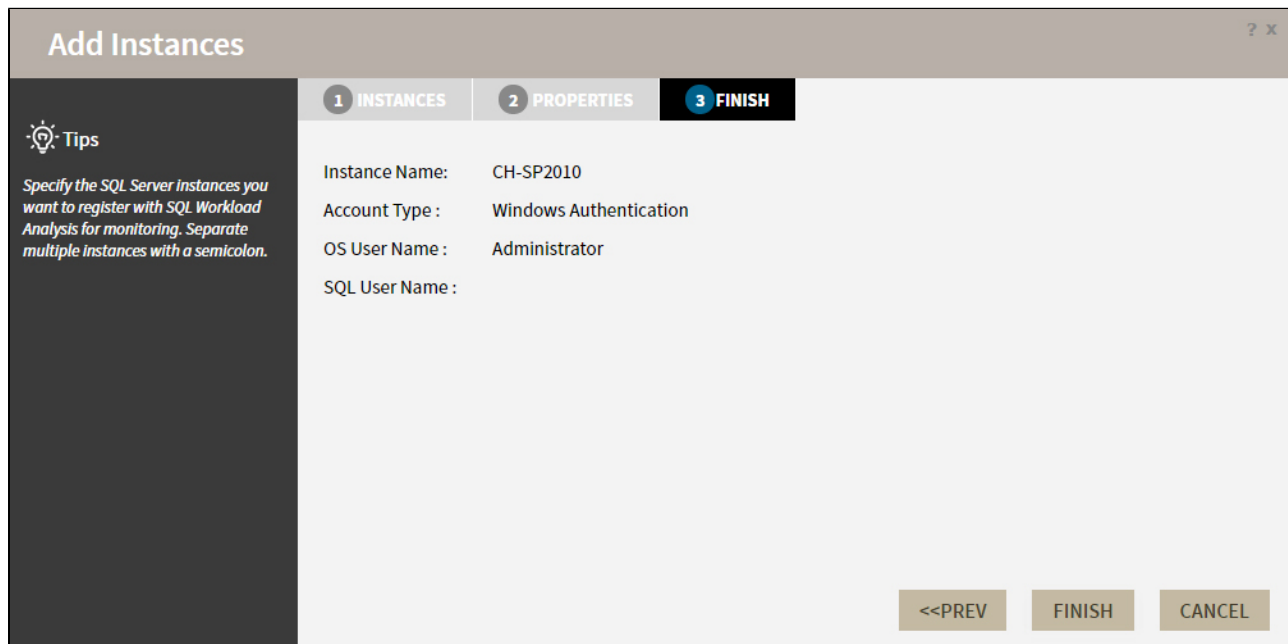 Add Instances
? x
Tips
Specify the SQL Server instances you
want to register with SQL Workload
Analysis for monitoring. Separate
multiple instances with a semicolon.
1 INSTANCES 2 PROPERTIES 3 FINISH
Instance Name: CH-SP2010
Account Type : Windows Authentication
OS User Name : Administrator
SQL User Name :
<<PREV FINISH CANCEL